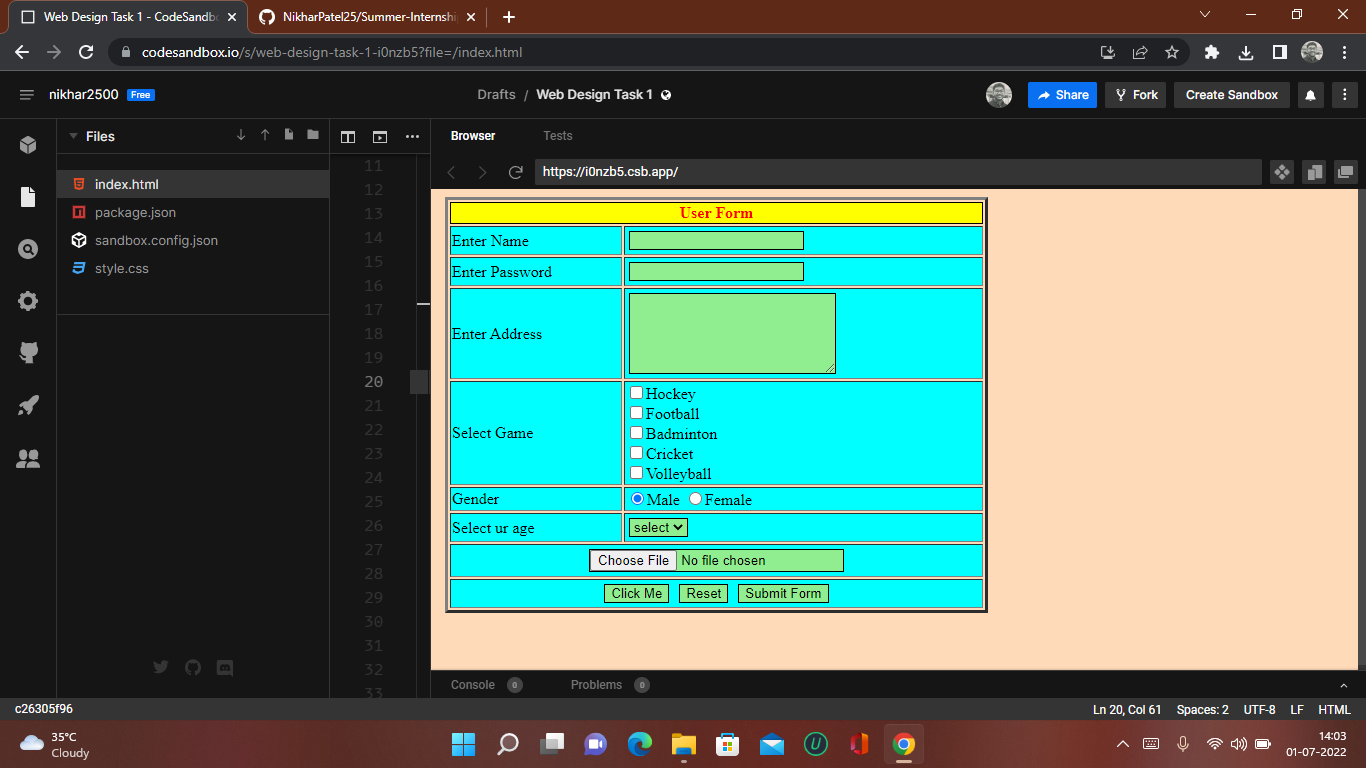 Web Design Task 1 - CodeSandbo
NikharPatel25/Summer-Internshi
codesandbox.io/s/web-design-task-1-i0nzb5?file=/index.html
nikhar2500 Free
Drafts / Web Design Task 1
Share
Fork
Create Sandbox
Files
index.html
package.json
sandbox.config.json
style.css
11
12
13
14
15
16
17
18
19
20
21
22
23
24
25
26
27
28
29
30
31
32
33
Browser
Tests
https://i0nzb5.csb.app/
User Form
Enter Name
Enter Password
Enter Address
Select Game
Hockey
Football
Badminton
Cricket
Volleyball
Gender
Male Female
Select ur age
select
Choose File No file chosen
Click Me Reset Submit Form
Console 0
Problems 0
c26305f96
Ln 20, Col 61 Spaces: 2 UTF-8 LF HTML
35°C
Cloudy
14:03
01-07-2022